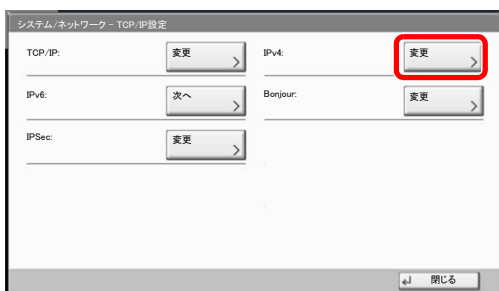 システム/ネットワーク - TCP/IP設定
TCP/IP: 変更 IPv4: 変更
IPv6: 次へ Bonjour: 変更
IPSec: 変更
閉じる